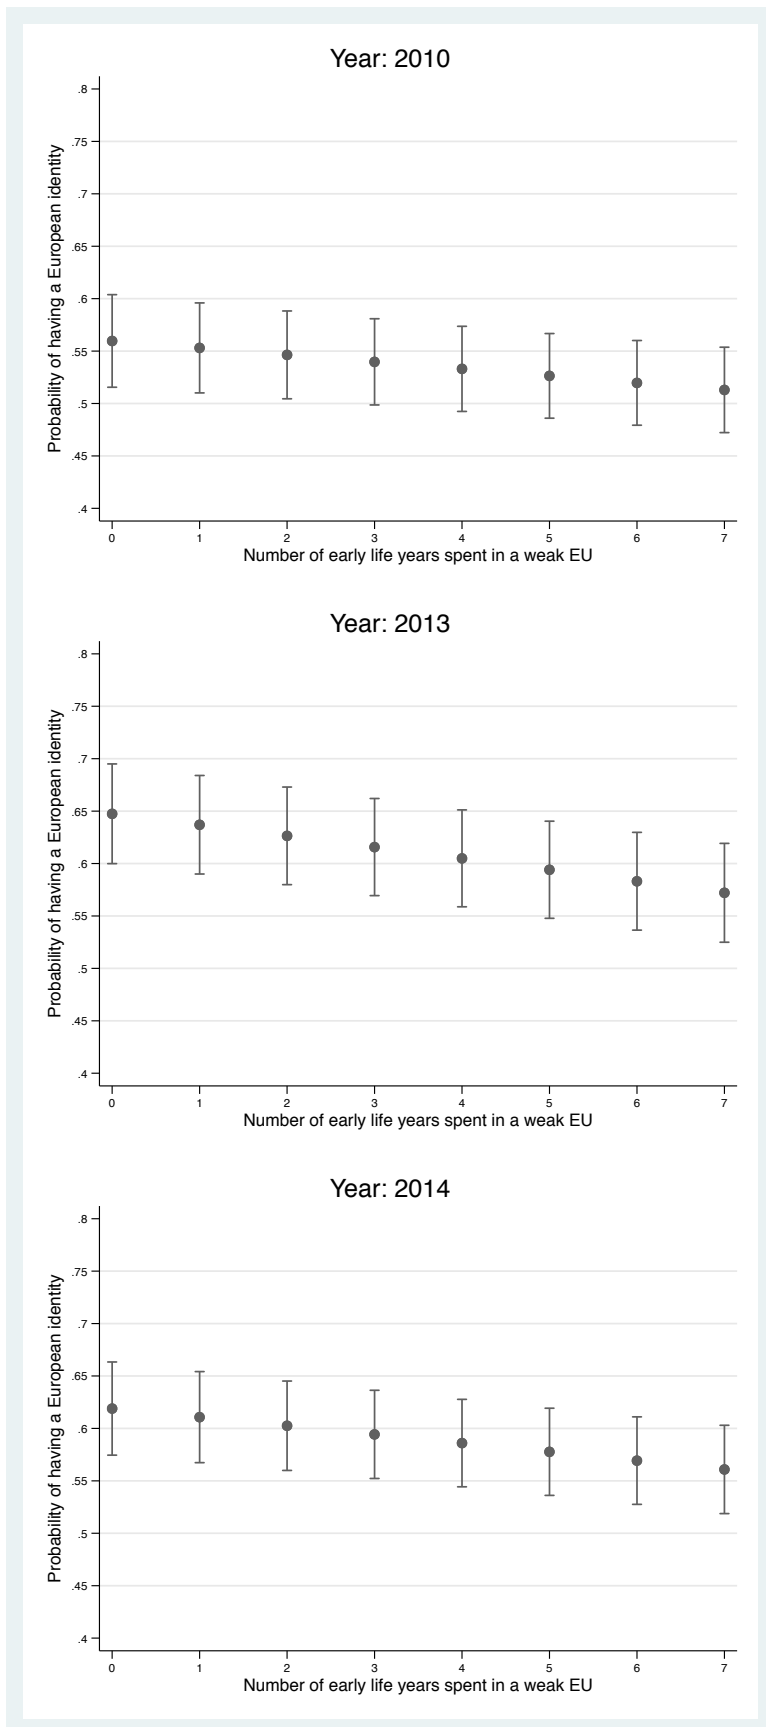 Year: 2010
Probability of having a European identity
.8
.75
.7
.65
.6
.55
.5
.45
.4
0 1 2 3 4 5 6 7
Number of early life years spent in a weak EU
Year: 2013
Probability of having a European identity
.8
.75
.7
.65
.6
.55
.5
.45
.4
0 1 2 3 4 5 6 7
Number of early life years spent in a weak EU
Year: 2014
Probability of having a European identity
.8
.75
.7
.65
.6
.55
.5
.45
.4
0 1 2 3 4 5 6 7
Number of early life years spent in a weak EU